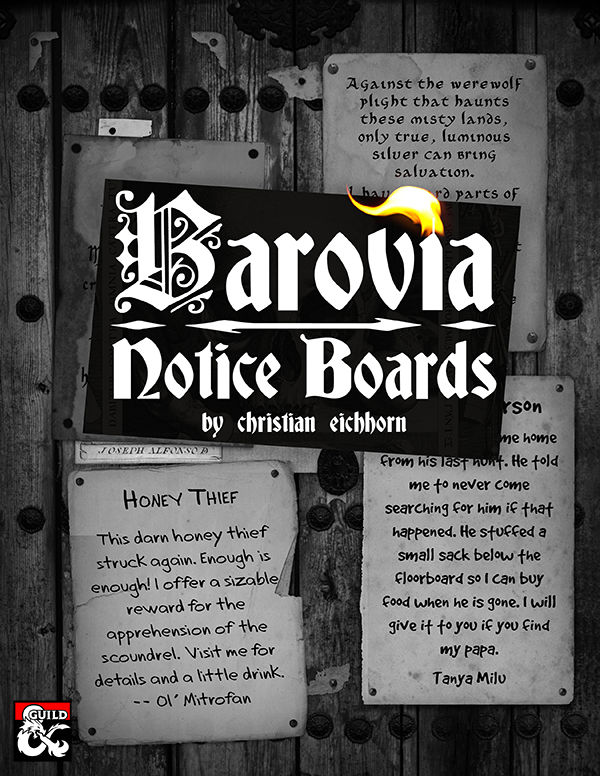 Against the werewolf
plight that haunts
these misty lands,
only true, luminous
silver can bring
salvation.
parts of
Barovia
Notice Boards
by christian eichhorn
me home
from his last hunt. He told
me to never come
searching for him if that
happened. He stuffed a
small sack below the
floorboard so I can buy
food when he is gone. I will
give it to you if you find
my papa.
Tanya Milu
JOSEPH ALFONSO D
Honey Thief
This darn honey thief
struck again. Enough is
enough! I offer a sizable
reward for the
apprehension of the
scoundrel. Visit me for
details and a little drink.
-- Ol' Mitrofan
GUILD